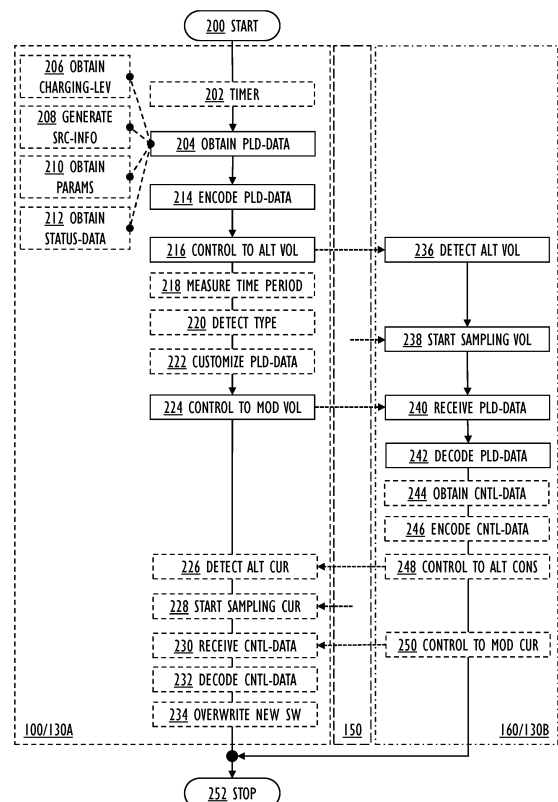 200 START
206 OBTAIN
CHARGING-LEV
202 TIMER
208 GENERATE
SRC-INFO
204 OBTAIN PLD-DATA
210 OBTAIN
PARAMS
214 ENCODE PLD-DATA
212 OBTAIN
STATUS-DATA
216 CONTROL TO ALT VOL
236 DETECT ALT VOL
218 MEASURE TIME PERIOD
220 DETECT TYPE
238 START SAMPLING VOL
222 CUSTOMIZE PLD-DATA
224 CONTROL TO MOD VOL
240 RECEIVE PLD-DATA
242 DECODE PLD-DATA
244 OBTAIN CNTL-DATA
246 ENCODE CNTL-DATA
226 DETECT ALT CUR
248 CONTROL TO ALT CONS
228 START SAMPLING CUR
230 RECEIVE CNTL-DATA
250 CONTROL TO MOD CUR
232 DECODE CNTL-DATA
234 OVERWRITE NEW SW
100/130A
150
160/130B
252 STOP